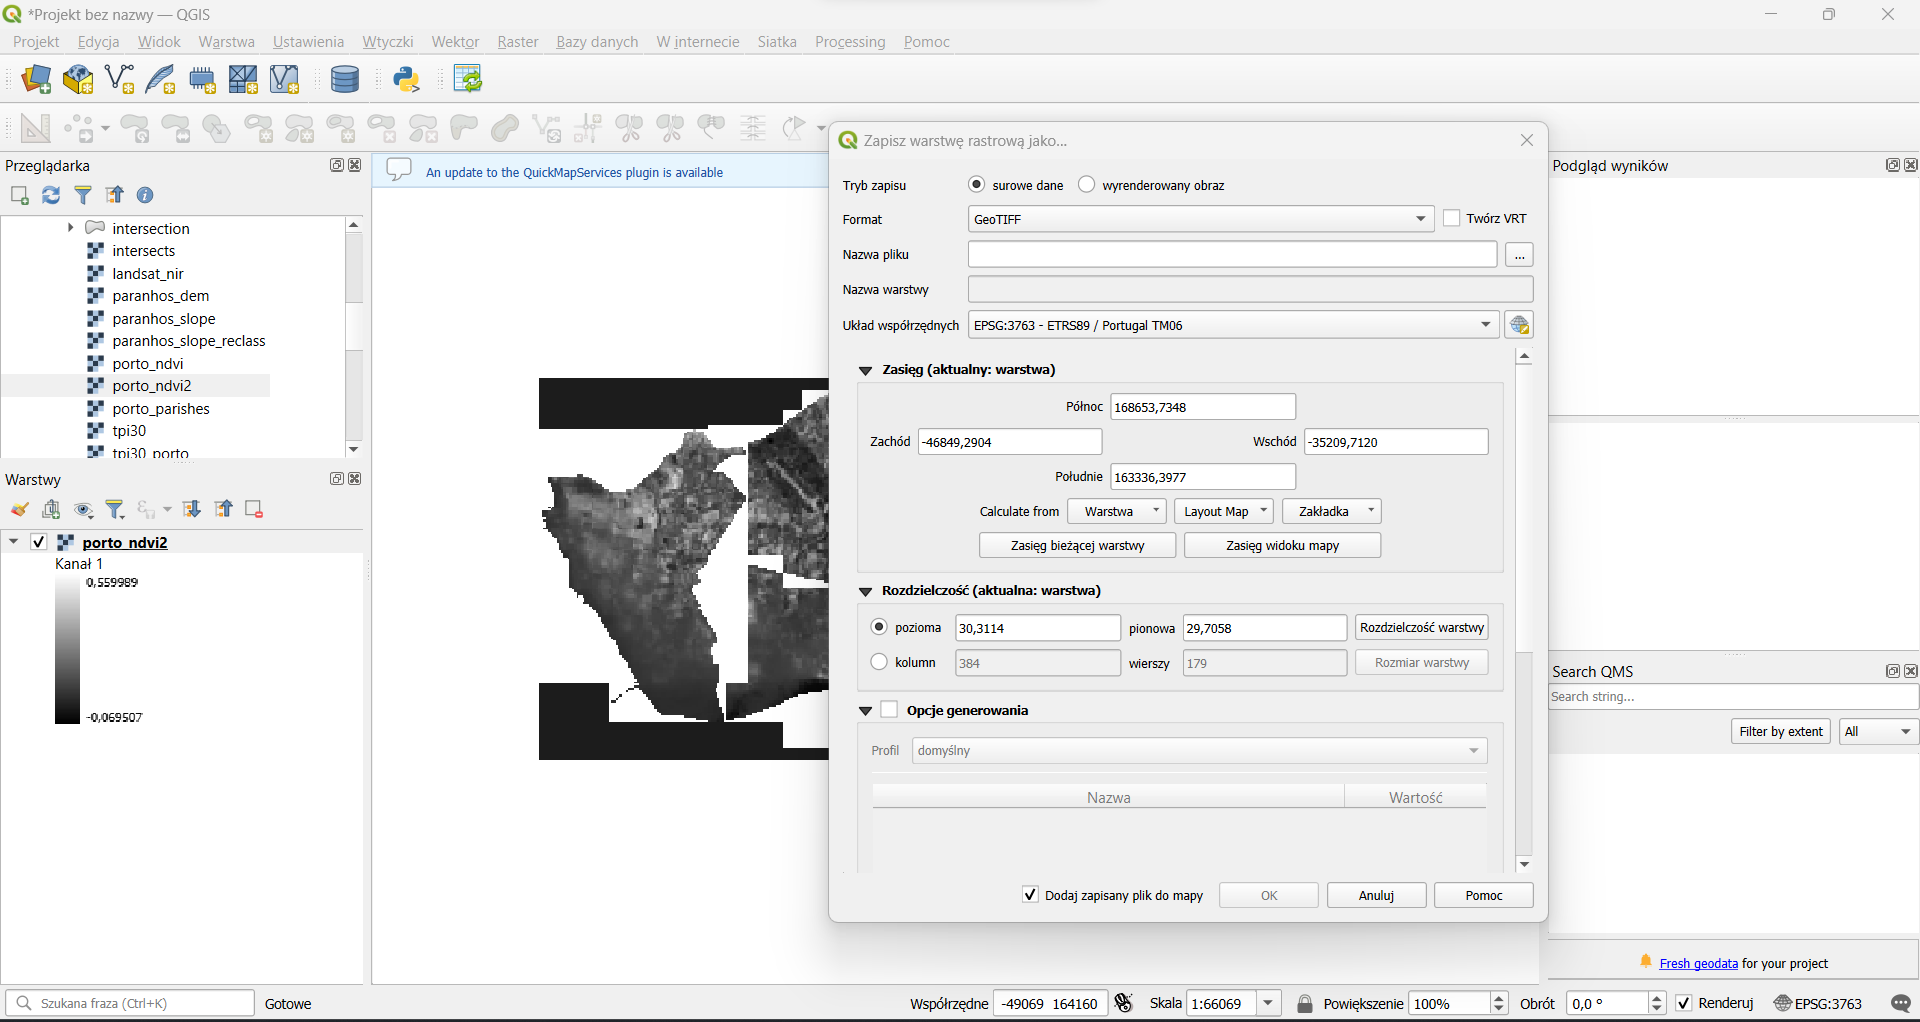 *Projekt bez nazwy — QGIS
Projekt Edycja Widok Warstwa Ustawienia Wtyczki Wektor Raster Bazy danych W internecie Siatka Processing Pomoc
Przeglądarka
intersection
intersects
landsat_nir
paranhos_dem
paranhos_slope
paranhos_slope_reclass
porto_ndvi
porto_ndvi2
porto_parishes
tpi30
tpi30_porto
Warstwy
porto_ndvi2
Kanał 1
0,559989
-0,069507
An update to the QuickMapServices plugin is available
Zapisz warstwę rastrową jako...
Tryb zapisu surowe dane wyrenderowany obraz
Format GeoTIFF Twórz VRT
Nazwa pliku ...
Nazwa warstwy
Układ współrzędnych EPSG:3763 - ETRS89 / Portugal TM06
Zasięg (aktualny: warstwa)
Północ 168653,7348
Zachód -46849,2904 Wschód -35209,7120
Południe 163336,3977
Calculate from Warstwa Layout Map Zakładka
Zasięg bieżącej warstwy Zasięg widoku mapy
Rozdzielczość (aktualna: warstwa)
pozioma 30,3114 pionowa 29,7058 Rozdzielczość warstwy
kolumn 384 wierszy 179 Rozmiar warstwy
Opcje generowania
Profil domyślny
Nazwa Wartość
Dodaj zapisany plik do mapy OK Anuluj Pomoc
Podgląd wyników
Search QMS
Search string...
Filter by extent All
Fresh geodata for your project
Szukana fraza (Ctrl+K) Gotowe Współrzędne -49069 164160 Skala 1:66069 Powiększenie 100% Obrót 0,0 ° Renderuj EPSG:3763